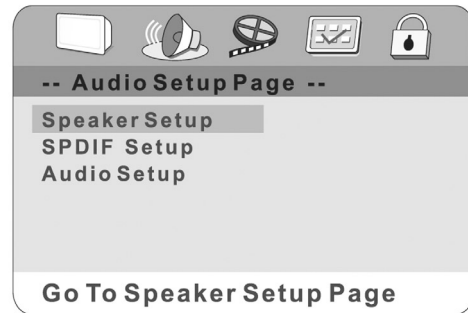 -- Audio Setup Page --
Speaker Setup
SPDIF Setup
Audio Setup
Go To Speaker Setup Page